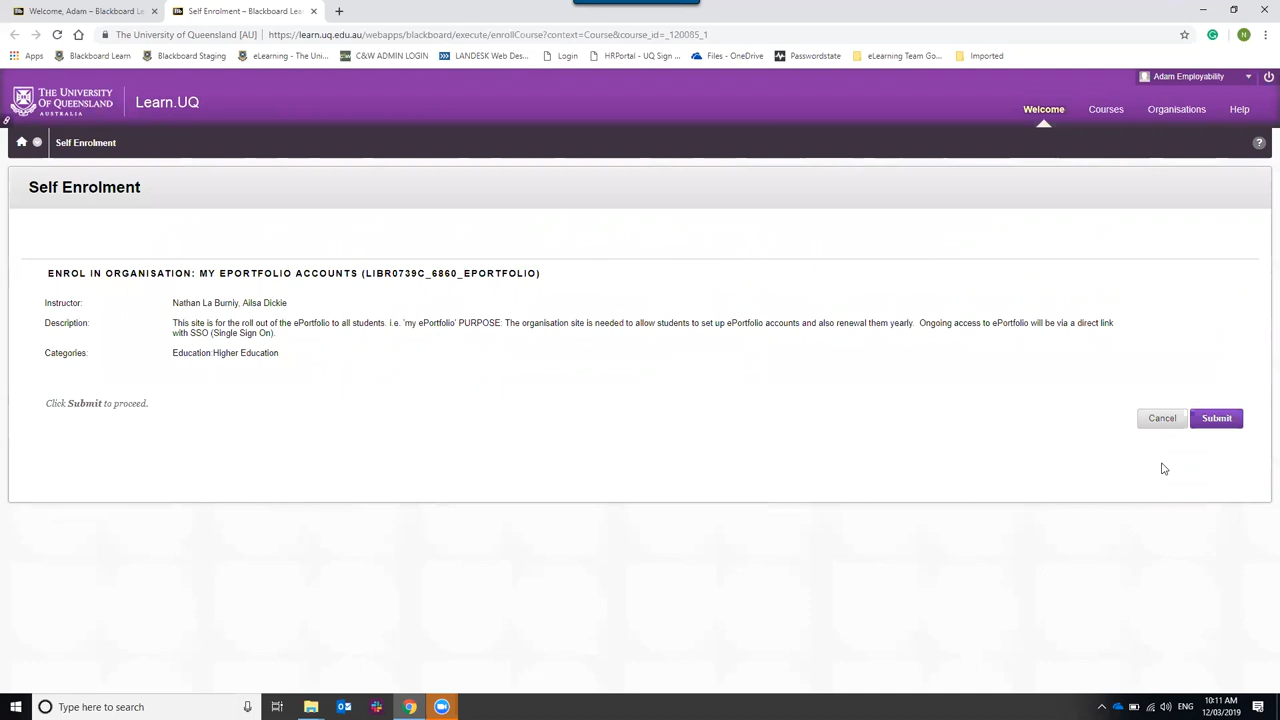 Welcome, Adam – Blackboard Le
Self Enrolment – Blackboard Lea
The University of Queensland [AU]
https://learn.uq.edu.au/webapps/blackboard/execute/enrollCourse?context=Course&course_id=_120085_1
N
Apps
Blackboard Learn
Blackboard Staging
eLearning - The Uni...
C&W ADMIN LOGIN
LANDESK Web Des...
Login
HRPortal - UQ Sign ...
Files - OneDrive
Passwordstate
eLearning Team Go...
Imported
Adam Employability
THE UNIVERSITY
OF QUEENSLAND
AUSTRALIA
Learn.UQ
Welcome
Courses
Organisations
Help
Self Enrolment
?
Self Enrolment
ENROL IN ORGANISATION: MY EPORTFOLIO ACCOUNTS (LIBR0739C_6860_EPORTFOLIO)
Instructor: Nathan La Burniy, Ailsa Dickie
Description: This site is for the roll out of the ePortfolio to all students. i.e. 'my ePortfolio' PURPOSE: The organisation site is needed to allow students to set up ePortfolio accounts and also renewal them yearly. Ongoing access to ePortfolio will be via a direct link
with SSO (Single Sign On).
Categories: Education:Higher Education
Click Submit to proceed.
Cancel
Submit
Type here to search
ENG
10:11 AM
12/03/2019